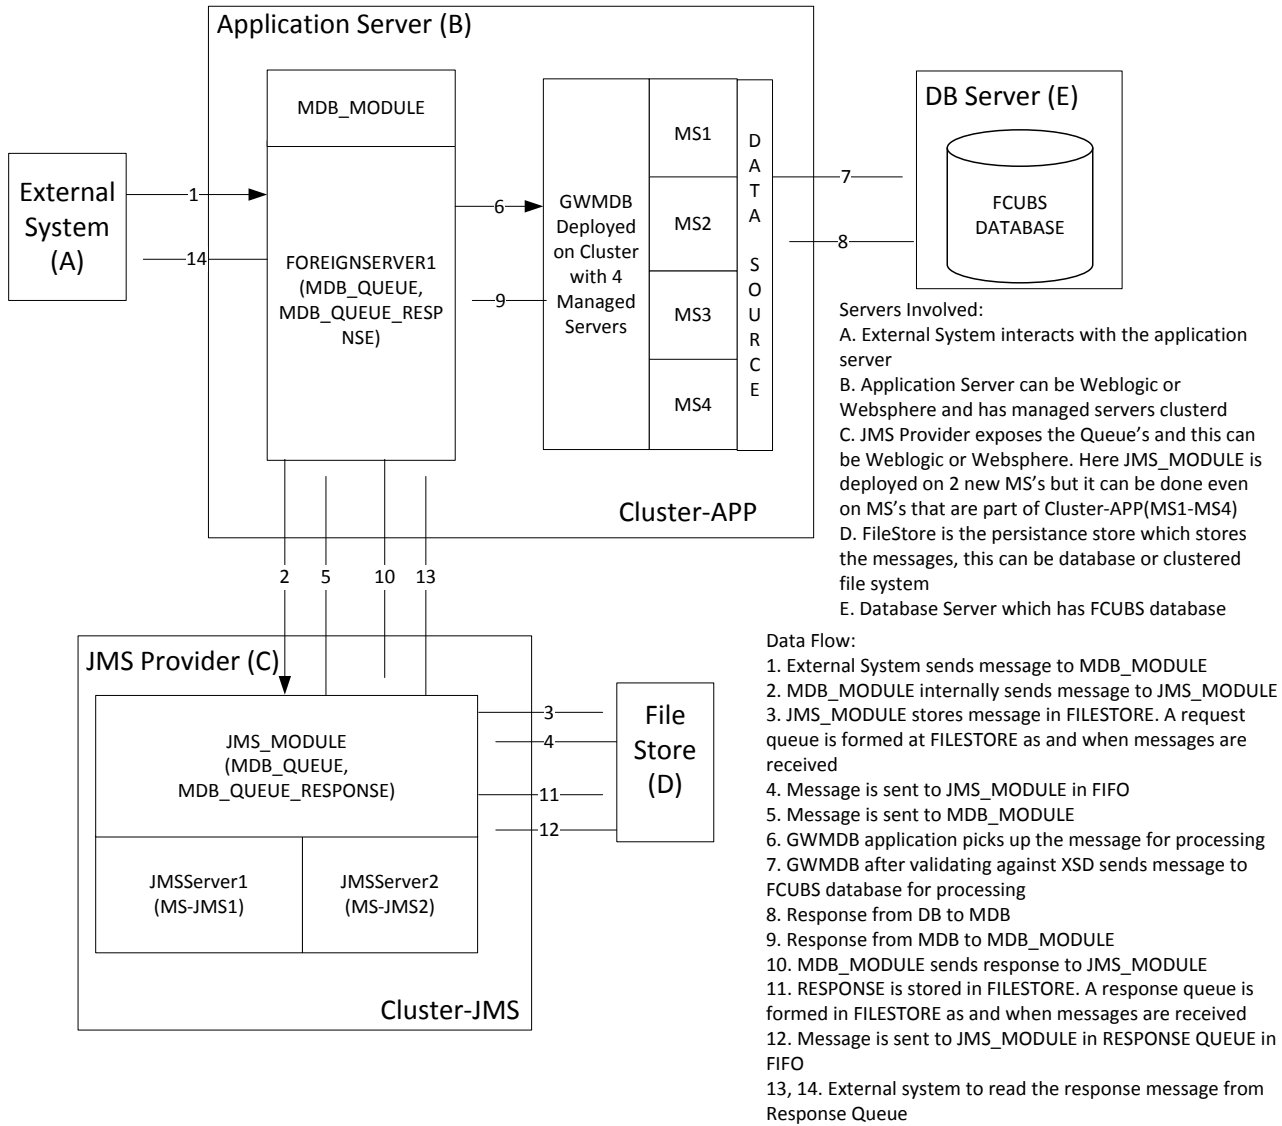 Application Server (B)
MDB_MODULE
FOREIGNSERVER1
(MDB_QUEUE,
MDB_QUEUE_RESP
NSE)
External
System
(A)
1
14
6
9
GWMDB
Deployed
on Cluster
with 4
Managed
Servers
MS1
MS2
MS3
MS4
D
A
T
A
S
O
U
R
C
E
Cluster-APP
7
8
DB Server (E)
FCUBS
DATABASE
2
5
10
13
JMS Provider (C)
JMS_MODULE
(MDB_QUEUE,
MDB_QUEUE_RESPONSE)
JMSServer1
(MS-JMS1)
JMSServer2
(MS-JMS2)
Cluster-JMS
3
4
11
12
File
Store
(D)
Servers Involved:
A. External System interacts with the application
server
B. Application Server can be Weblogic or
Websphere and has managed servers clusterd
C. JMS Provider exposes the Queue's and this can
be Weblogic or Websphere. Here JMS_MODULE is
deployed on 2 new MS's but it can be done even
on MS's that are part of Cluster-APP(MS1-MS4)
D. FileStore is the persistance store which stores
the messages, this can be database or clustered
file system
E. Database Server which has FCUBS database
Data Flow:
1. External System sends message to MDB_MODULE
2. MDB_MODULE internally sends message to JMS_MODULE
3. JMS_MODULE stores message in FILESTORE. A request
queue is formed at FILESTORE as and when messages are
received
4. Message is sent to JMS_MODULE in FIFO
5. Message is sent to MDB_MODULE
6. GWMDB application picks up the message for processing
7. GWMDB after validating against XSD sends message to
FCUBS database for processing
8. Response from DB to MDB
9. Response from MDB to MDB_MODULE
10. MDB_MODULE sends response to JMS_MODULE
11. RESPONSE is stored in FILESTORE. A response queue is
formed in FILESTORE as and when messages are received
12. Message is sent to JMS_MODULE in RESPONSE QUEUE in
FIFO
13, 14. External system to read the response message from
Response Queue